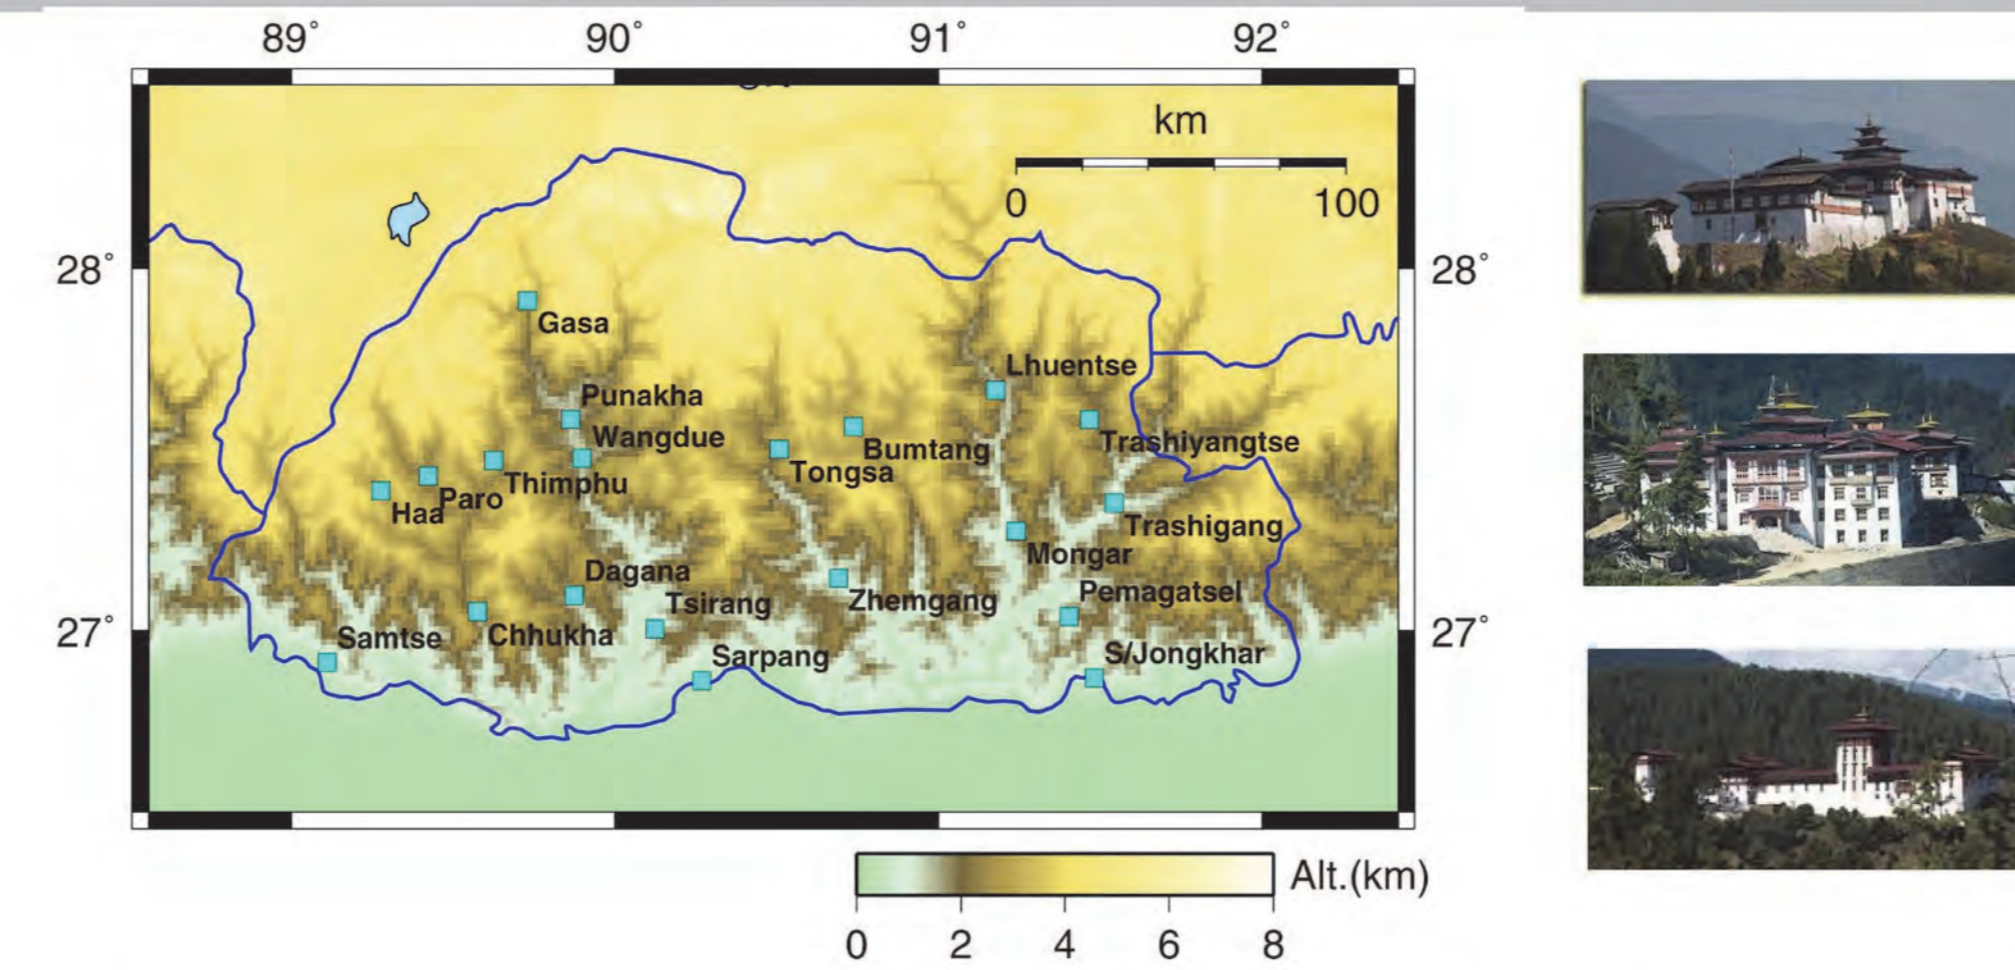 89° 90° 91° 92°
km
0 100
28° 28°
Gasa
Lhuentse
Punakha
Wangdue
Trashiyangtse
Bumtang
Tongsa
Thimphu
Paro
Haa
Trashigang
Mongar
Dagana
Pemagatsel
Tsirang
Zhemgang
27° 27°
Samtse
Chhukha
S/Jongkhar
Sarpang
Alt.(km)
0 2 4 6 8